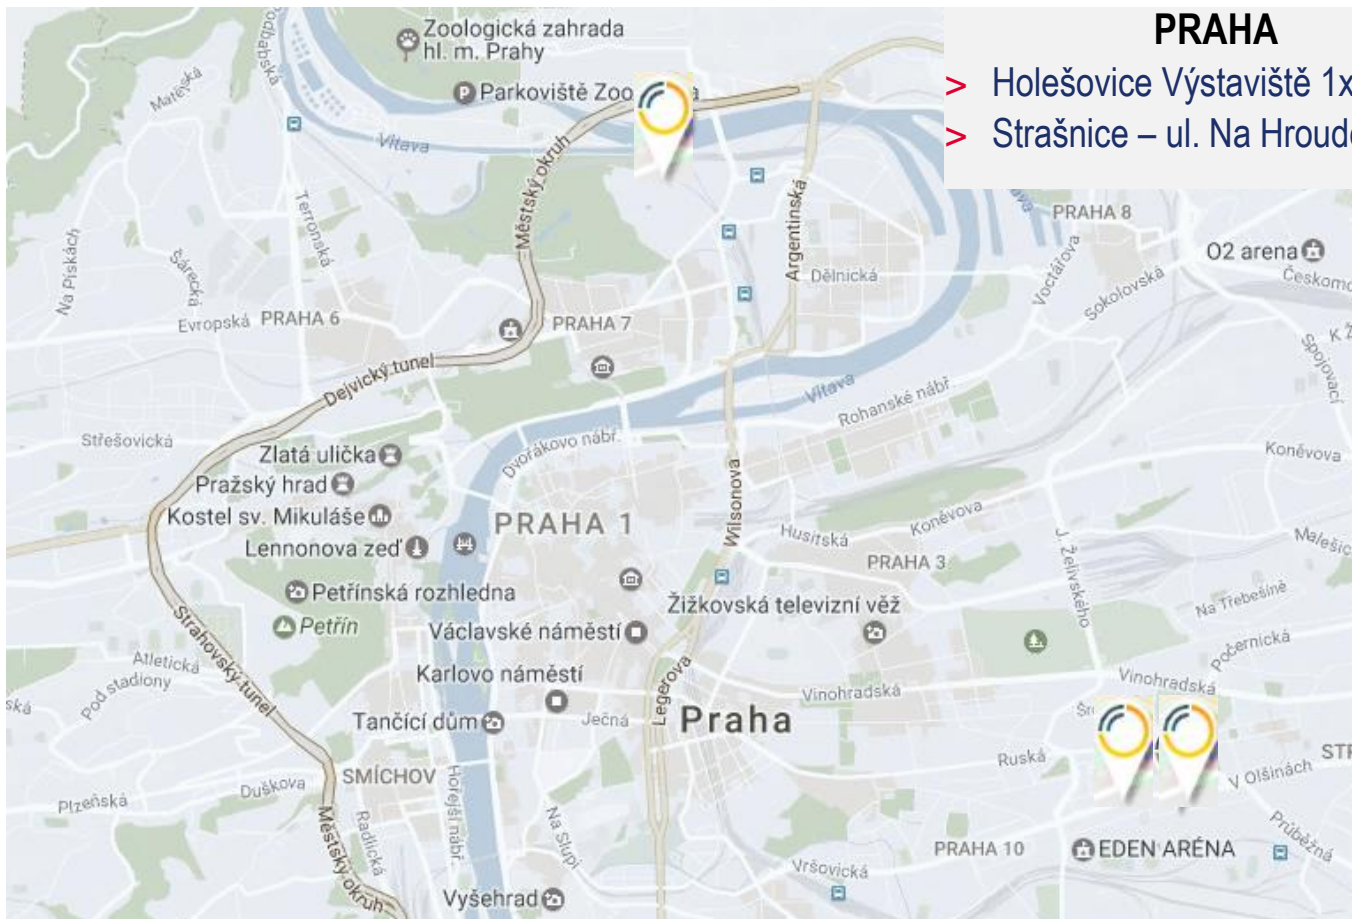 PRAHA
> Holešovice Výstaviště 1x
> Strašnice – ul. Na Hroudě
Zoologická zahrada
hl. m. Prahy
Podbabská
Maťejská
Parkoviště Zoo
Vltava
Městský okruh
Terronská
Argentinská
PRAHA 8
O2 arena
Na Pískách
Šárecká
Dělnická
Voctářova
Sokolovská
Evropská
PRAHA 6
PRAHA 7
Spojovací
Dejvický tunel
Vltava
Rohanské nábř.
Střešovická
Zlatá ulička
Dvořákovo nábř.
Koněvova
Pražský hrad
Wilsonova
Kostel sv. Mikuláše
PRAHA 1
Koněvova
Lennonova zeď
Husitská
PRAHA 3
J. Želivského
Petřínská rozhledna
Žižkovská televizní věž
Na Třebešíně
Petřín
Václavské náměstí
Počernická
Strahovský tunel
Atletická
Karlovo náměstí
Legerova
Vinohradská
Vinohradská
Pod stadiony
ská
Tančící dům
Ječná
Praha
Ruská
V Olšinách
SMÍCHOV
Duškova
Plzeňská
Hořejší nábř.
Na Slupi
Radlická
Městský okruh
PRAHA 10
EDEN ARÉNA
Průběžná
Vršovická
Vyšehrad